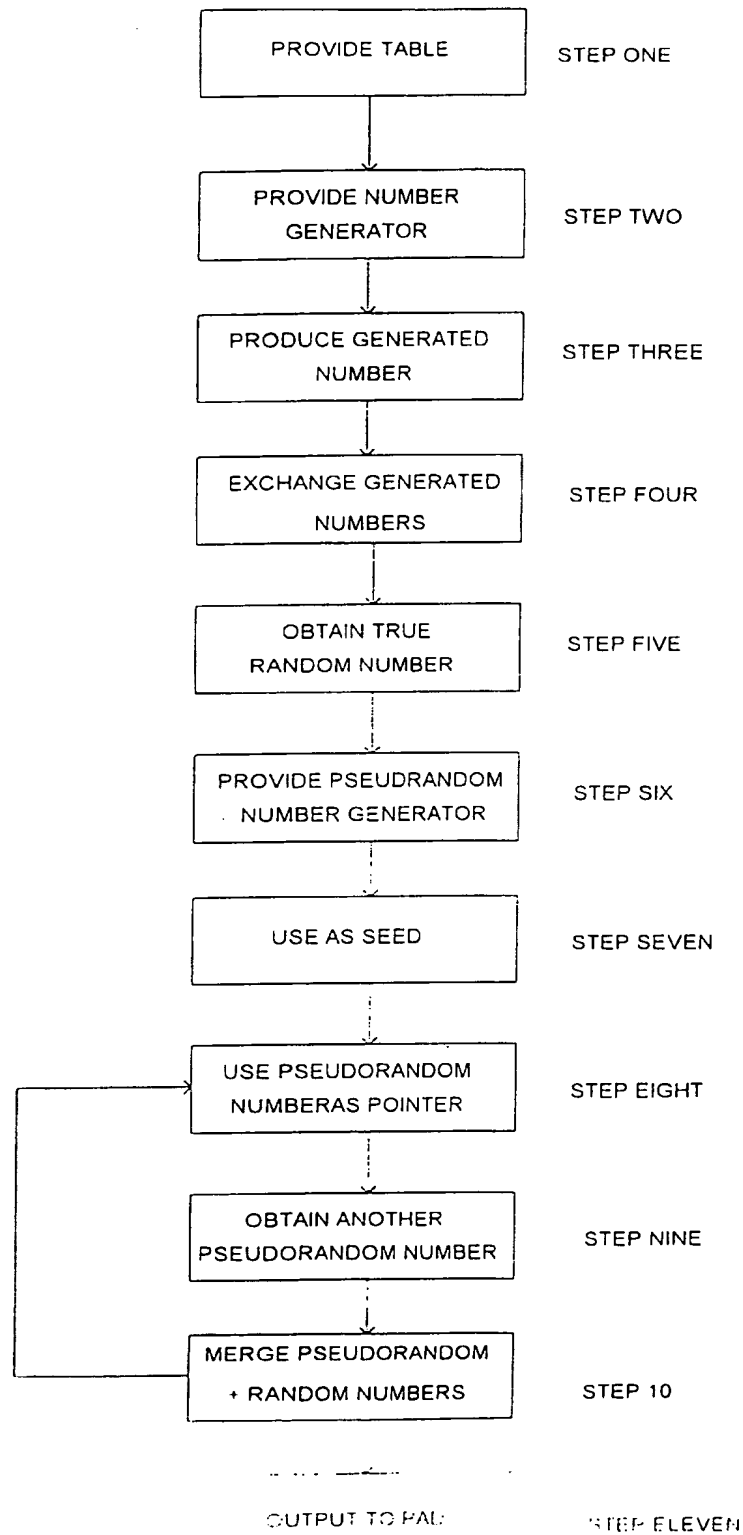 PROVIDE TABLE
STEP ONE
PROVIDE NUMBER
GENERATOR
STEP TWO
PRODUCE GENERATED
NUMBER
STEP THREE
EXCHANGE GENERATED
NUMBERS
STEP FOUR
OBTAIN TRUE
RANDOM NUMBER
STEP FIVE
PROVIDE PSEUDRANDOM
NUMBER GENERATOR
STEP SIX
USE AS SEED
STEP SEVEN
USE PSEUDORANDOM
NUMBERAS POINTER
STEP EIGHT
OBTAIN ANOTHER
PSEUDORANDOM NUMBER
STEP NINE
MERGE PSEUDORANDOM
+ RANDOM NUMBERS
STEP 10
OUTPUT TO
STEP ELEVEN